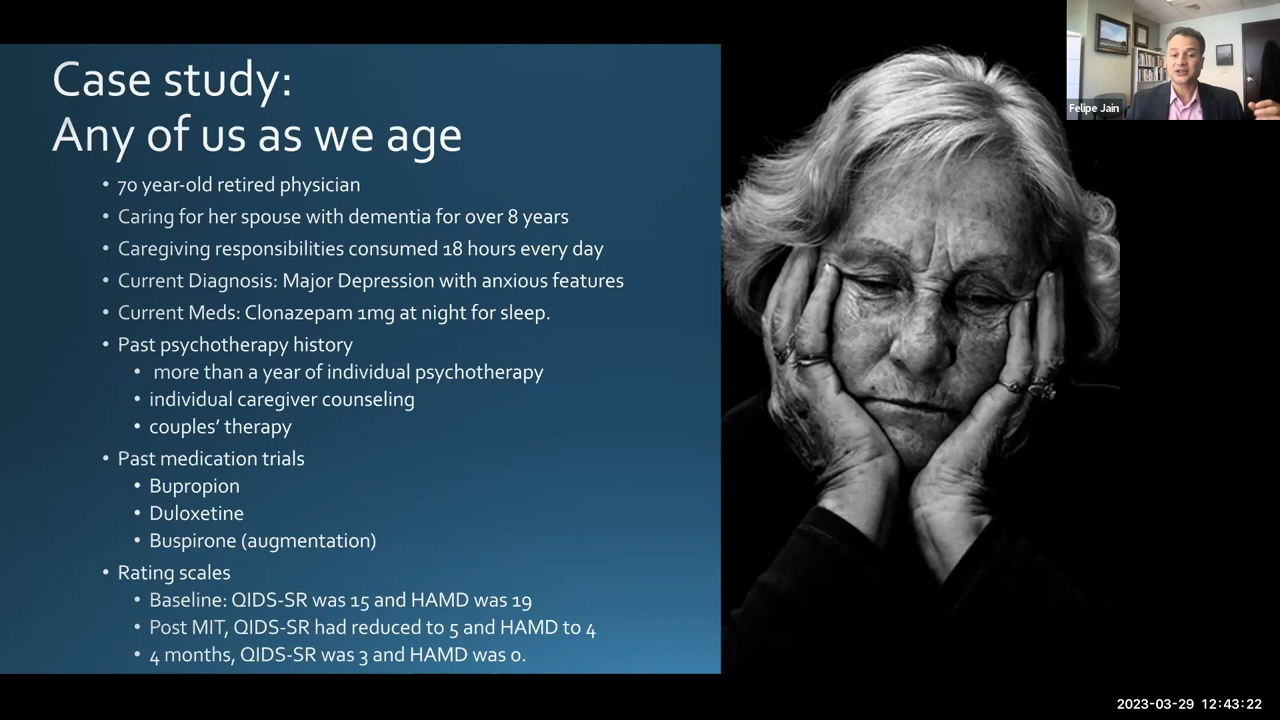 Case study:
Any of us as we age
• 70 year-old retired physician
• Caring for her spouse with dementia for over 8 years
• Caregiving responsibilities consumed 18 hours every day
• Current Diagnosis: Major Depression with anxious features
• Current Meds: Clonazepam 1mg at night for sleep.
• Past psychotherapy history
• more than a year of individual psychotherapy
• individual caregiver counseling
• couples’ therapy
• Past medication trials
• Bupropion
• Duloxetine
• Buspirone (augmentation)
• Rating scales
• Baseline: QIDS-SR was 15 and HAMD was 19
• Post MIT, QIDS-SR had reduced to 5 and HAMD to 4
• 4 months, QIDS-SR was 3 and HAMD was 0.
Felipe Jain
2023-03-29 12:43:22